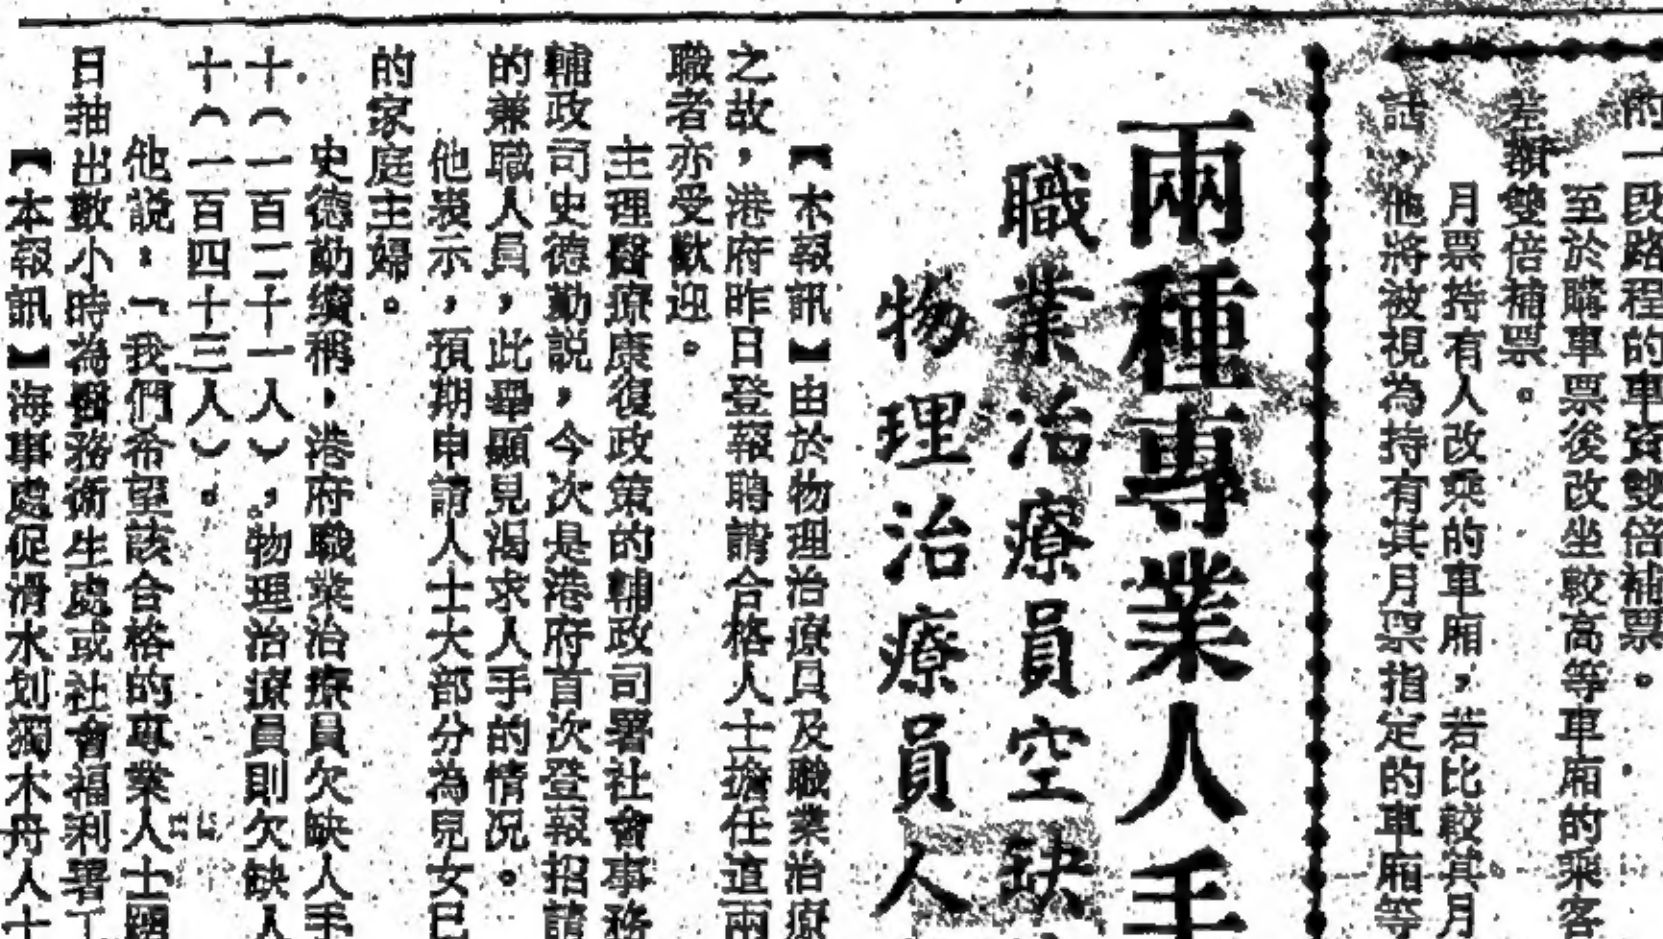 的一段路程的車資雙倍補票。
至於購車票後改坐較高等車廂的乘客
差額雙倍補票。
月票持有人改乘的車廂，若比較其月
話，他將被視為持有其月票指定的車廂等
兩種專業人手
職業治療員空缺
物理治療員人
【本報訊】由於物理治療員及職業治療
之故，港府昨日登報聘請合格人士擔任這兩
職者亦受歡迎。
主理醫療康復政策的輔政司署社會事務
輔政司史德勤說，今次是港府首次登報招請
的兼職人員，此舉顯見渴求人手的情况。
他表示，預期申請人士大部分為兒女已
的家庭主婦。
史德勤續稱，港府職業治療員欠缺人手
十（一百二十一人），物理治療員則欠缺人
十（一百四十三人）。
他說：「我們希望該合格的專業人士
日抽出數小時為醫務衞生處或社會福利署工
【本報訊】海事處促滑水划獨木舟人士